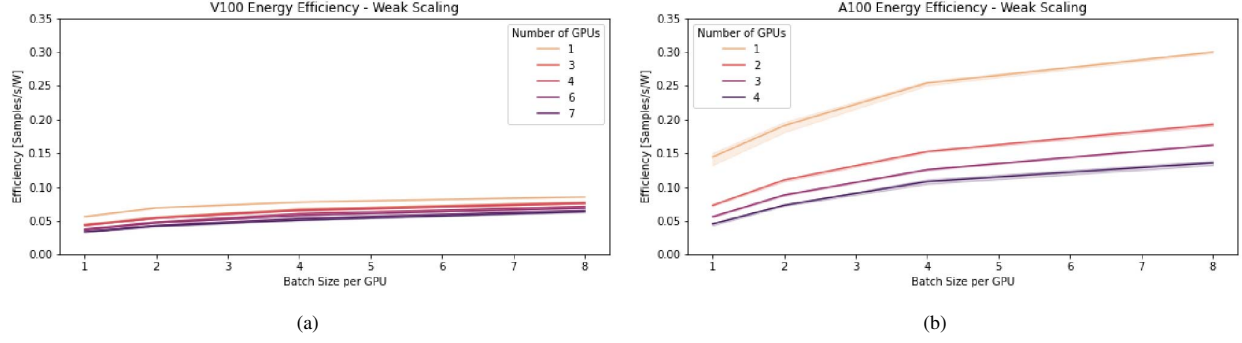 V100 Energy Efficiency - Weak Scaling
Efficiency [Samples/s/W]
0.35
0.30
0.25
0.20
0.15
0.10
0.05
0.00
Number of GPUs
1
3
4
6
7
1 2 3 4 5 6 7 8
Batch Size per GPU
(a)
A100 Energy Efficiency - Weak Scaling
Efficiency [Samples/s/W]
0.35
0.30
0.25
0.20
0.15
0.10
0.05
0.00
Number of GPUs
1
2
3
4
1 2 3 4 5 6 7 8
Batch Size per GPU
(b)